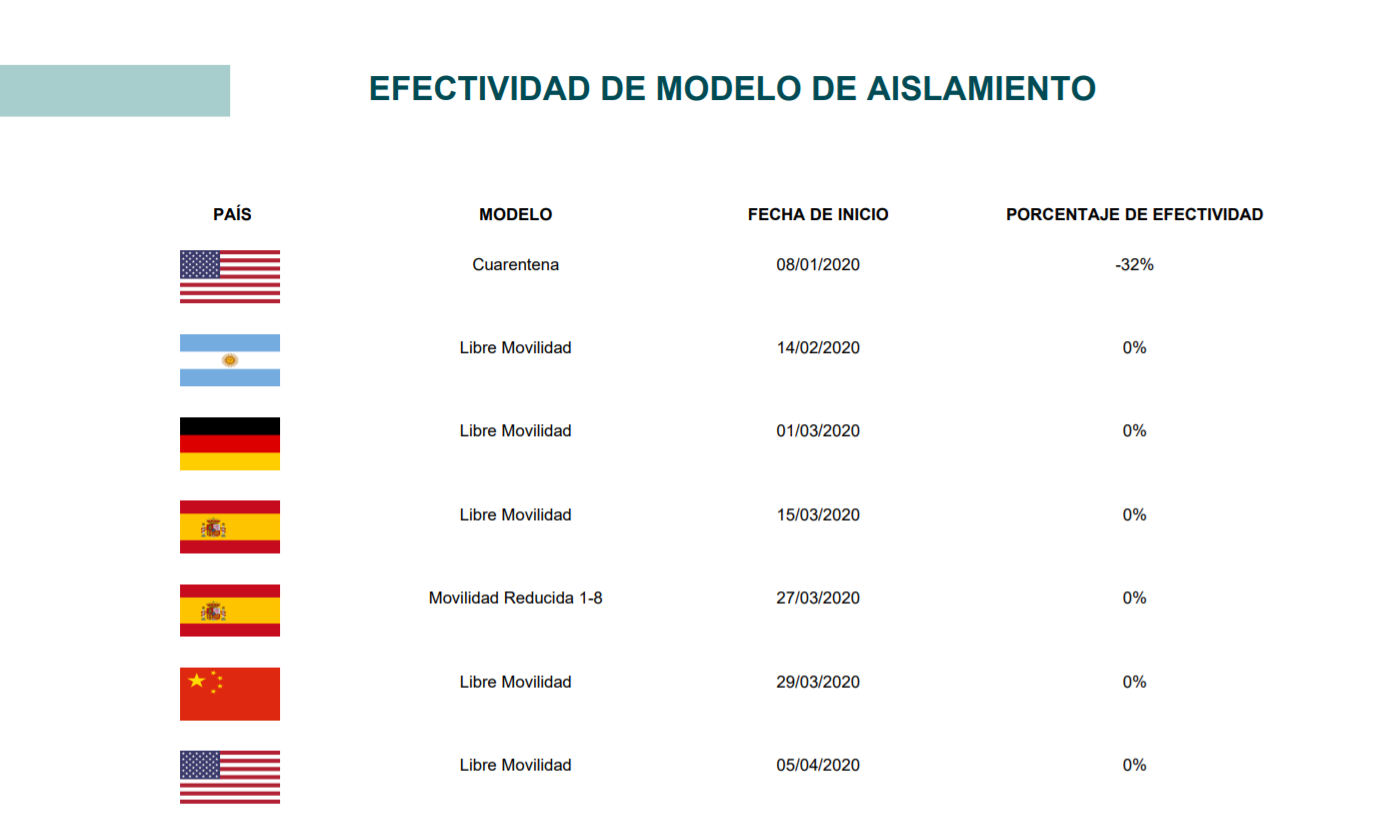 EFECTIVIDAD DE MODELO DE AISLAMIENTO
PAÍS MODELO FECHA DE INICIO PORCENTAJE DE EFECTIVIDAD
Cuarentena 08/01/2020 -32%
Libre Movilidad 14/02/2020 0%
Libre Movilidad 01/03/2020 0%
Libre Movilidad 15/03/2020 0%
Movilidad Reducida 1-8 27/03/2020 0%
Libre Movilidad 29/03/2020 0%
Libre Movilidad 05/04/2020 0%